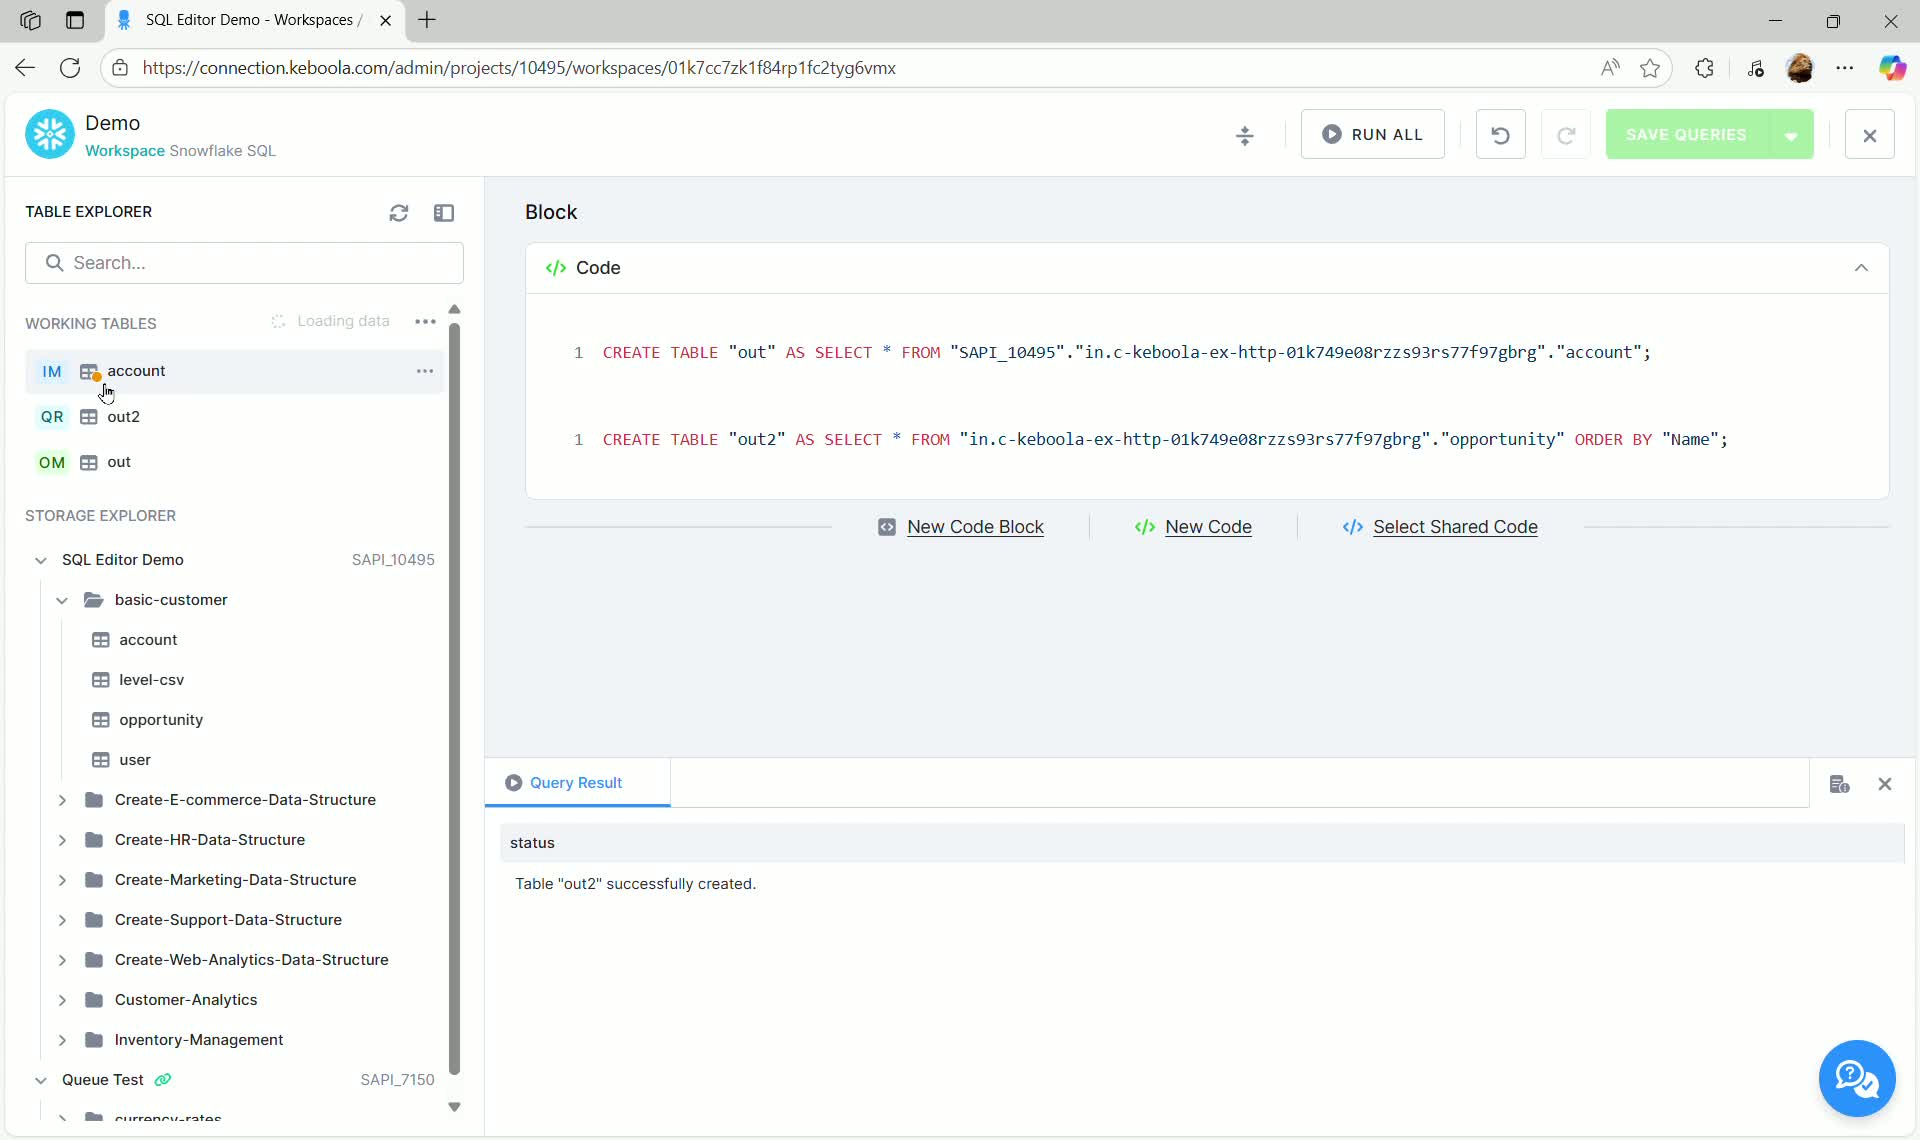 SQL Editor Demo - Workspaces /
https://connection.keboola.com/admin/projects/10495/workspaces/01k7cc7zk1f84rp1fc2tyg6vmx
Demo
Workspace Snowflake SQL
RUN ALL
SAVE QUERIES
TABLE EXPLORER
Search...
WORKING TABLES
Loading data
IM account
QR out2
OM out
STORAGE EXPLORER
SQL Editor Demo SAPI_10495
basic-customer
account
level-csv
opportunity
user
Create-E-commerce-Data-Structure
Create-HR-Data-Structure
Create-Marketing-Data-Structure
Create-Support-Data-Structure
Create-Web-Analytics-Data-Structure
Customer-Analytics
Inventory-Management
Queue Test SAPI_7150
currency-rates
Block
</> Code
1 CREATE TABLE "out" AS SELECT * FROM "SAPI_10495"."in.c-keboola-ex-http-01k749e08rzzs93rs77f97gbrg"."account";
1 CREATE TABLE "out2" AS SELECT * FROM "in.c-keboola-ex-http-01k749e08rzzs93rs77f97gbrg"."opportunity" ORDER BY "Name";
New Code Block
</> New Code
</> Select Shared Code
Query Result
status
Table "out2" successfully created.